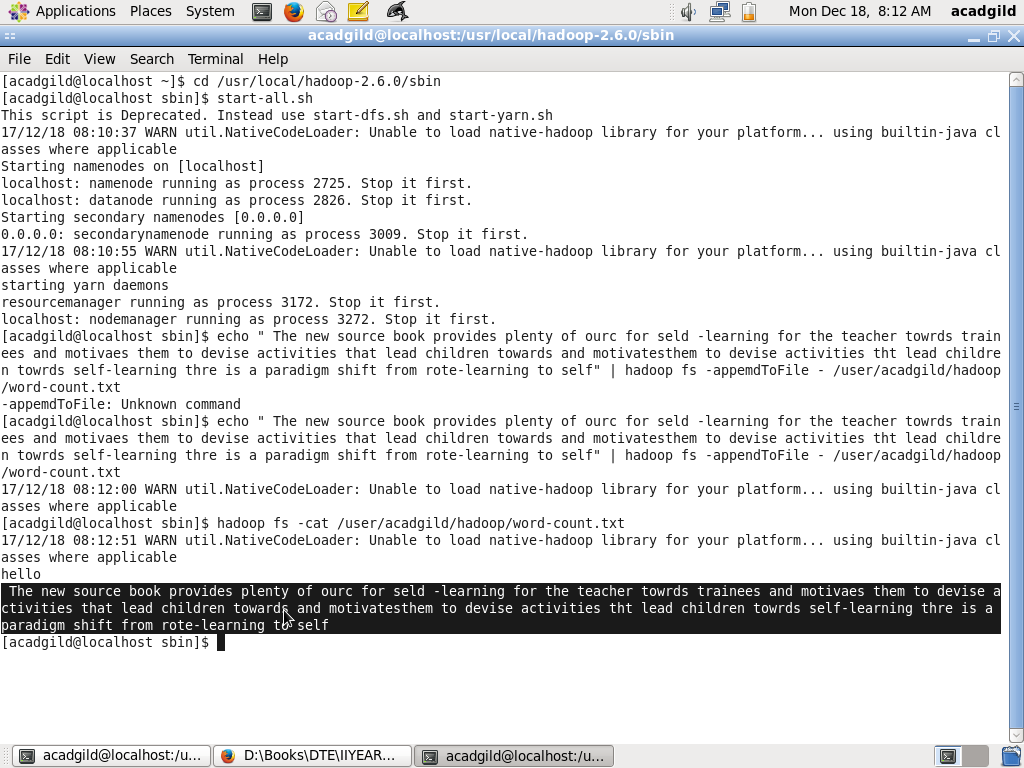 Applications Places System
Mon Dec 18, 8:12 AM acadgild
acadgild@localhost:/usr/local/hadoop-2.6.0/sbin
File Edit View Search Terminal Help
[acadgild@localhost ~]$ cd /usr/local/hadoop-2.6.0/sbin
[acadgild@localhost sbin]$ start-all.sh
This script is Deprecated. Instead use start-dfs.sh and start-yarn.sh
17/12/18 08:10:37 WARN util.NativeCodeLoader: Unable to load native-hadoop library for your platform... using builtin-java cl
asses where applicable
Starting namenodes on [localhost]
localhost: namenode running as process 2725. Stop it first.
localhost: datanode running as process 2826. Stop it first.
Starting secondary namenodes [0.0.0.0]
0.0.0.0: secondarynamenode running as process 3009. Stop it first.
17/12/18 08:10:55 WARN util.NativeCodeLoader: Unable to load native-hadoop library for your platform... using builtin-java cl
asses where applicable
starting yarn daemons
resourcemanager running as process 3172. Stop it first.
localhost: nodemanager running as process 3272. Stop it first.
[acadgild@localhost sbin]$ echo " The new source book provides plenty of ourc for seld -learning for the teacher towrds train
ees and motivaes them to devise activities that lead children towards and motivatesthem to devise activities tht lead childre
n towrds self-learning thre is a paradigm shift from rote-learning to self" | hadoop fs -appemdToFile - /user/acadgild/hadoop
/word-count.txt
-appemdToFile: Unknown command
[acadgild@localhost sbin]$ echo " The new source book provides plenty of ourc for seld -learning for the teacher towrds train
ees and motivaes them to devise activities that lead children towards and motivatesthem to devise activities tht lead childre
n towrds self-learning thre is a paradigm shift from rote-learning to self" | hadoop fs -appendToFile - /user/acadgild/hadoop
/word-count.txt
17/12/18 08:12:00 WARN util.NativeCodeLoader: Unable to load native-hadoop library for your platform... using builtin-java cl
asses where applicable
[acadgild@localhost sbin]$ hadoop fs -cat /user/acadgild/hadoop/word-count.txt
17/12/18 08:12:51 WARN util.NativeCodeLoader: Unable to load native-hadoop library for your platform... using builtin-java cl
asses where applicable
hello
The new source book provides plenty of ourc for seld -learning for the teacher towrds trainees and motivaes them to devise a
ctivities that lead children towards and motivatesthem to devise activities tht lead children towrds self-learning thre is a
paradigm shift from rote-learning to self
[acadgild@localhost sbin]$
acadgild@localhost:/u... D:\Books\DTE\IIYEAR... acadgild@localhost:/u...